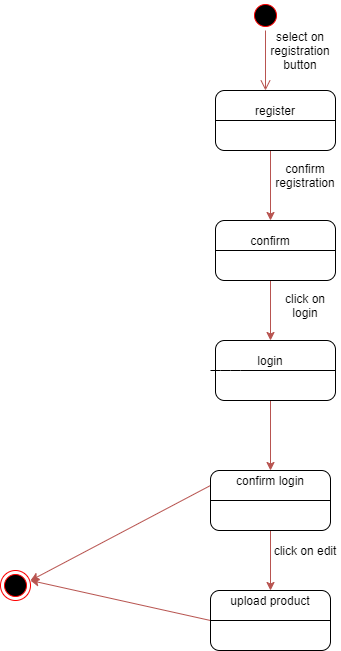 select on
registration
button
register
confirm
registration
confirm
click on
login
login
confirm login
click on edit
upload product